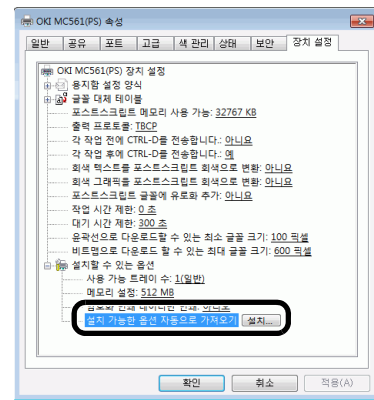 OKI MC561(PS) 속성
일반 공유 포트 고급 색 관리 상태 보안 장치 설정
OKI MC561(PS) 장치 설정
용지함 설정 양식
글꼴 대체 테이블
포스트스크립트 메모리 사용 가능: 32767 KB
출력 프로토콜: TBCP
각 작업 전에 CTRL-D를 전송합니다.: 아니요
각 작업 후에 CTRL-D를 전송합니다.: 예
회색 텍스트를 포스트스크립트 회색으로 변환: 아니요
회색 그래픽을 포스트스크립트 회색으로 변환: 아니요
포스트스크립트 글꼴에 유로화 추가: 아니요
작업 시간 제한: 0 초
대기 시간 제한: 300 초
윤곽선으로 다운로드할 수 있는 최소 글꼴 크기: 100 픽셀
비트맵으로 다운로드 할 수 있는 최대 글꼴 크기: 600 픽셀
설치할 수 있는 옵션
사용 가능 트레이 수: 1(일반)
메모리 설정: 512 MB
설치 가능한 옵션 자동으로 가져오기 설치...
확인 취소 적용(A)